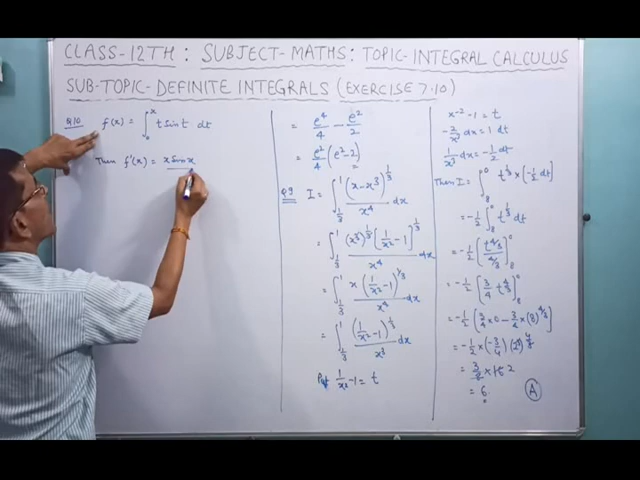 CLASS-12TH : SUBJECT-MATHS: TOPIC-INTEGRAL CALCULUS
SUB-TOPIC-DEFINITE INTEGRALS (EXERCISE 7.10)
Q10 f(x) = ∫₀ˣ t sin t dt
Then f'(x) = x sin x
= e⁴/4 - e²/2
= e²/4 (e²-2)
Q9 I = ∫_{1/3}^{1} (x-x³)^{1/3}/x⁴ dx
= ∫_{1/3}^{1} (x³)^{1/3} [1/x² - 1]^{1/3}/x⁴ dx
= ∫_{1/3}^{1} x (1/x² - 1)^{1/3}/x⁴ dx
= ∫_{1/3}^{1} (1/x² - 1)^{1/3}/x³ dx
Put 1/x² - 1 = t
x⁻² - 1 = t
-2/x³ dx = 1 dt
1/x³ dx = -1/2 dt
Then I = ∫₈⁰ t^{1/3} × (-1/2 dt)
= -1/2 ∫₈⁰ t^{1/3} dt
= -1/2 [t^{4/3}/(4/3)]₈⁰
= -1/2 [3/4 t^{4/3}]₈⁰
= -1/2 [3/4 × 0 - 3/4 × (8)^{4/3}]
= -1/2 × (-3/4) (2³)^{4/3}
= 3/8 × 16 2
= 6
(A)